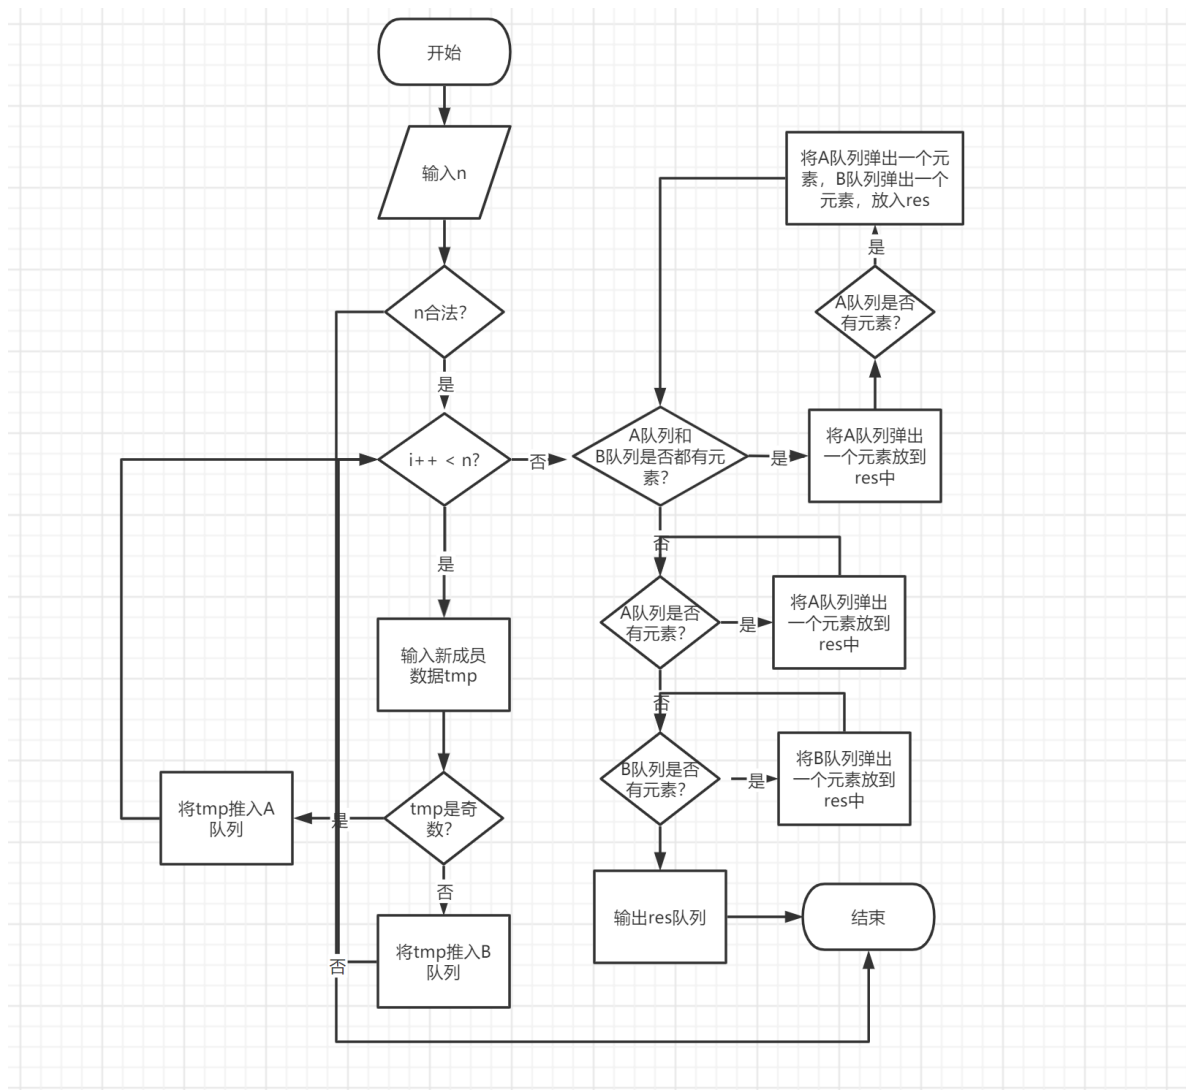 开始
输入n
n合法？
是
i++ < n?
否
是
输入新成员
数据tmp
tmp是奇
数？
是
将tmp推入A
队列
否
将tmp推入B
队列
否
A队列和
B队列是否都有元
素？
是
将A队列弹出
一个元素放到
res中
A队列是否
有元素？
是
将A队列弹出一个元
素，B队列弹出一个
元素，放入res
否
A队列是否
有元素？
是
将A队列弹出
一个元素放到
res中
否
B队列是否
有元素？
是
将B队列弹出
一个元素放到
res中
输出res队列
结束